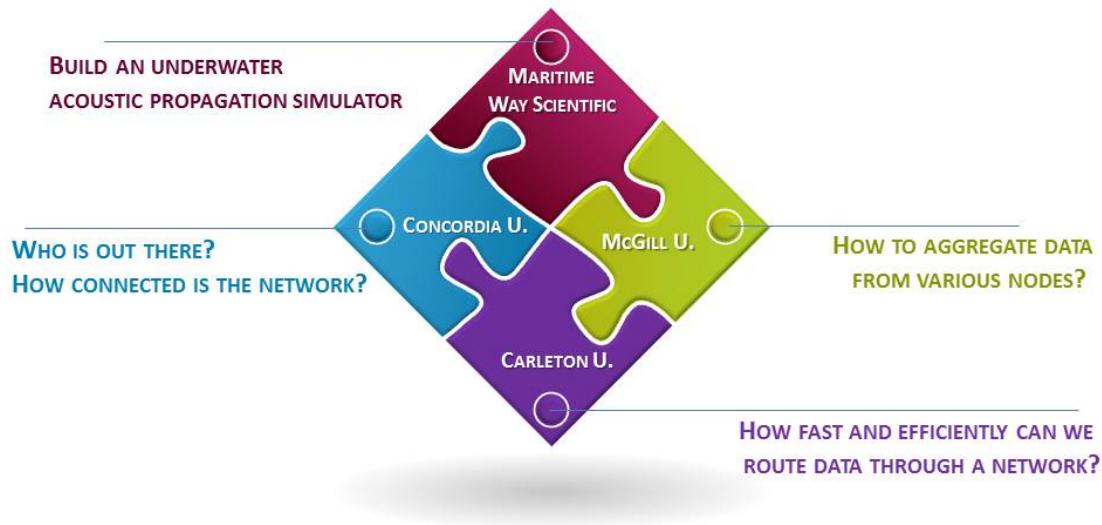 BUILD AN UNDERWATER
ACOUSTIC PROPAGATION SIMULATOR
MARITIME
WAY SCIENTIFIC
CONCORDIA U.
MCGILL U.
WHO IS OUT THERE?
HOW CONNECTED IS THE NETWORK?
HOW TO AGGREGATE DATA
FROM VARIOUS NODES?
CARLETON U.
HOW FAST AND EFFICIENTLY CAN WE
ROUTE DATA THROUGH A NETWORK?